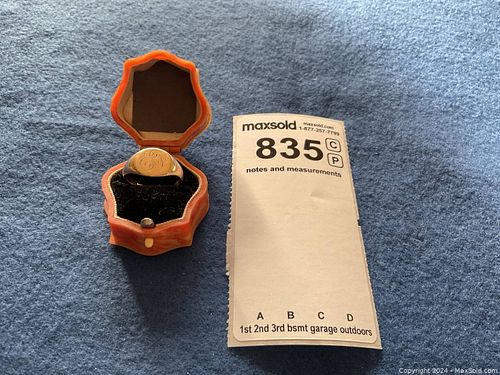 maxsold maxsold.com
1-877-257-7799
835 C
P
notes and measurements
A B C D
1st 2nd 3rd bsmt garage outdoors
Copyright 2024 - MaxSold.com